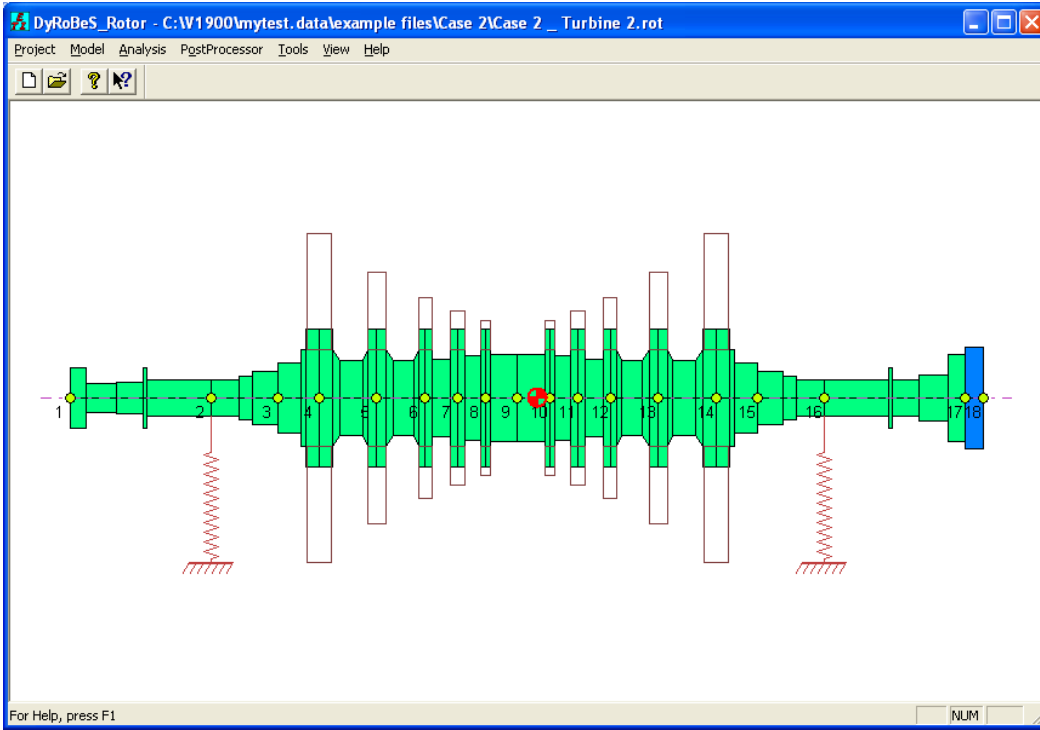 DyRoBeS_Rotor - C:\V1900\mytest.data\example files\Case 2\Case 2 _ Turbine 2.rot
Project Model Analysis PostProcessor Tools View Help
1 2 3 4 5 6 7 8 9 10 11 12 13 14 15 16 17 18
For Help, press F1 NUM